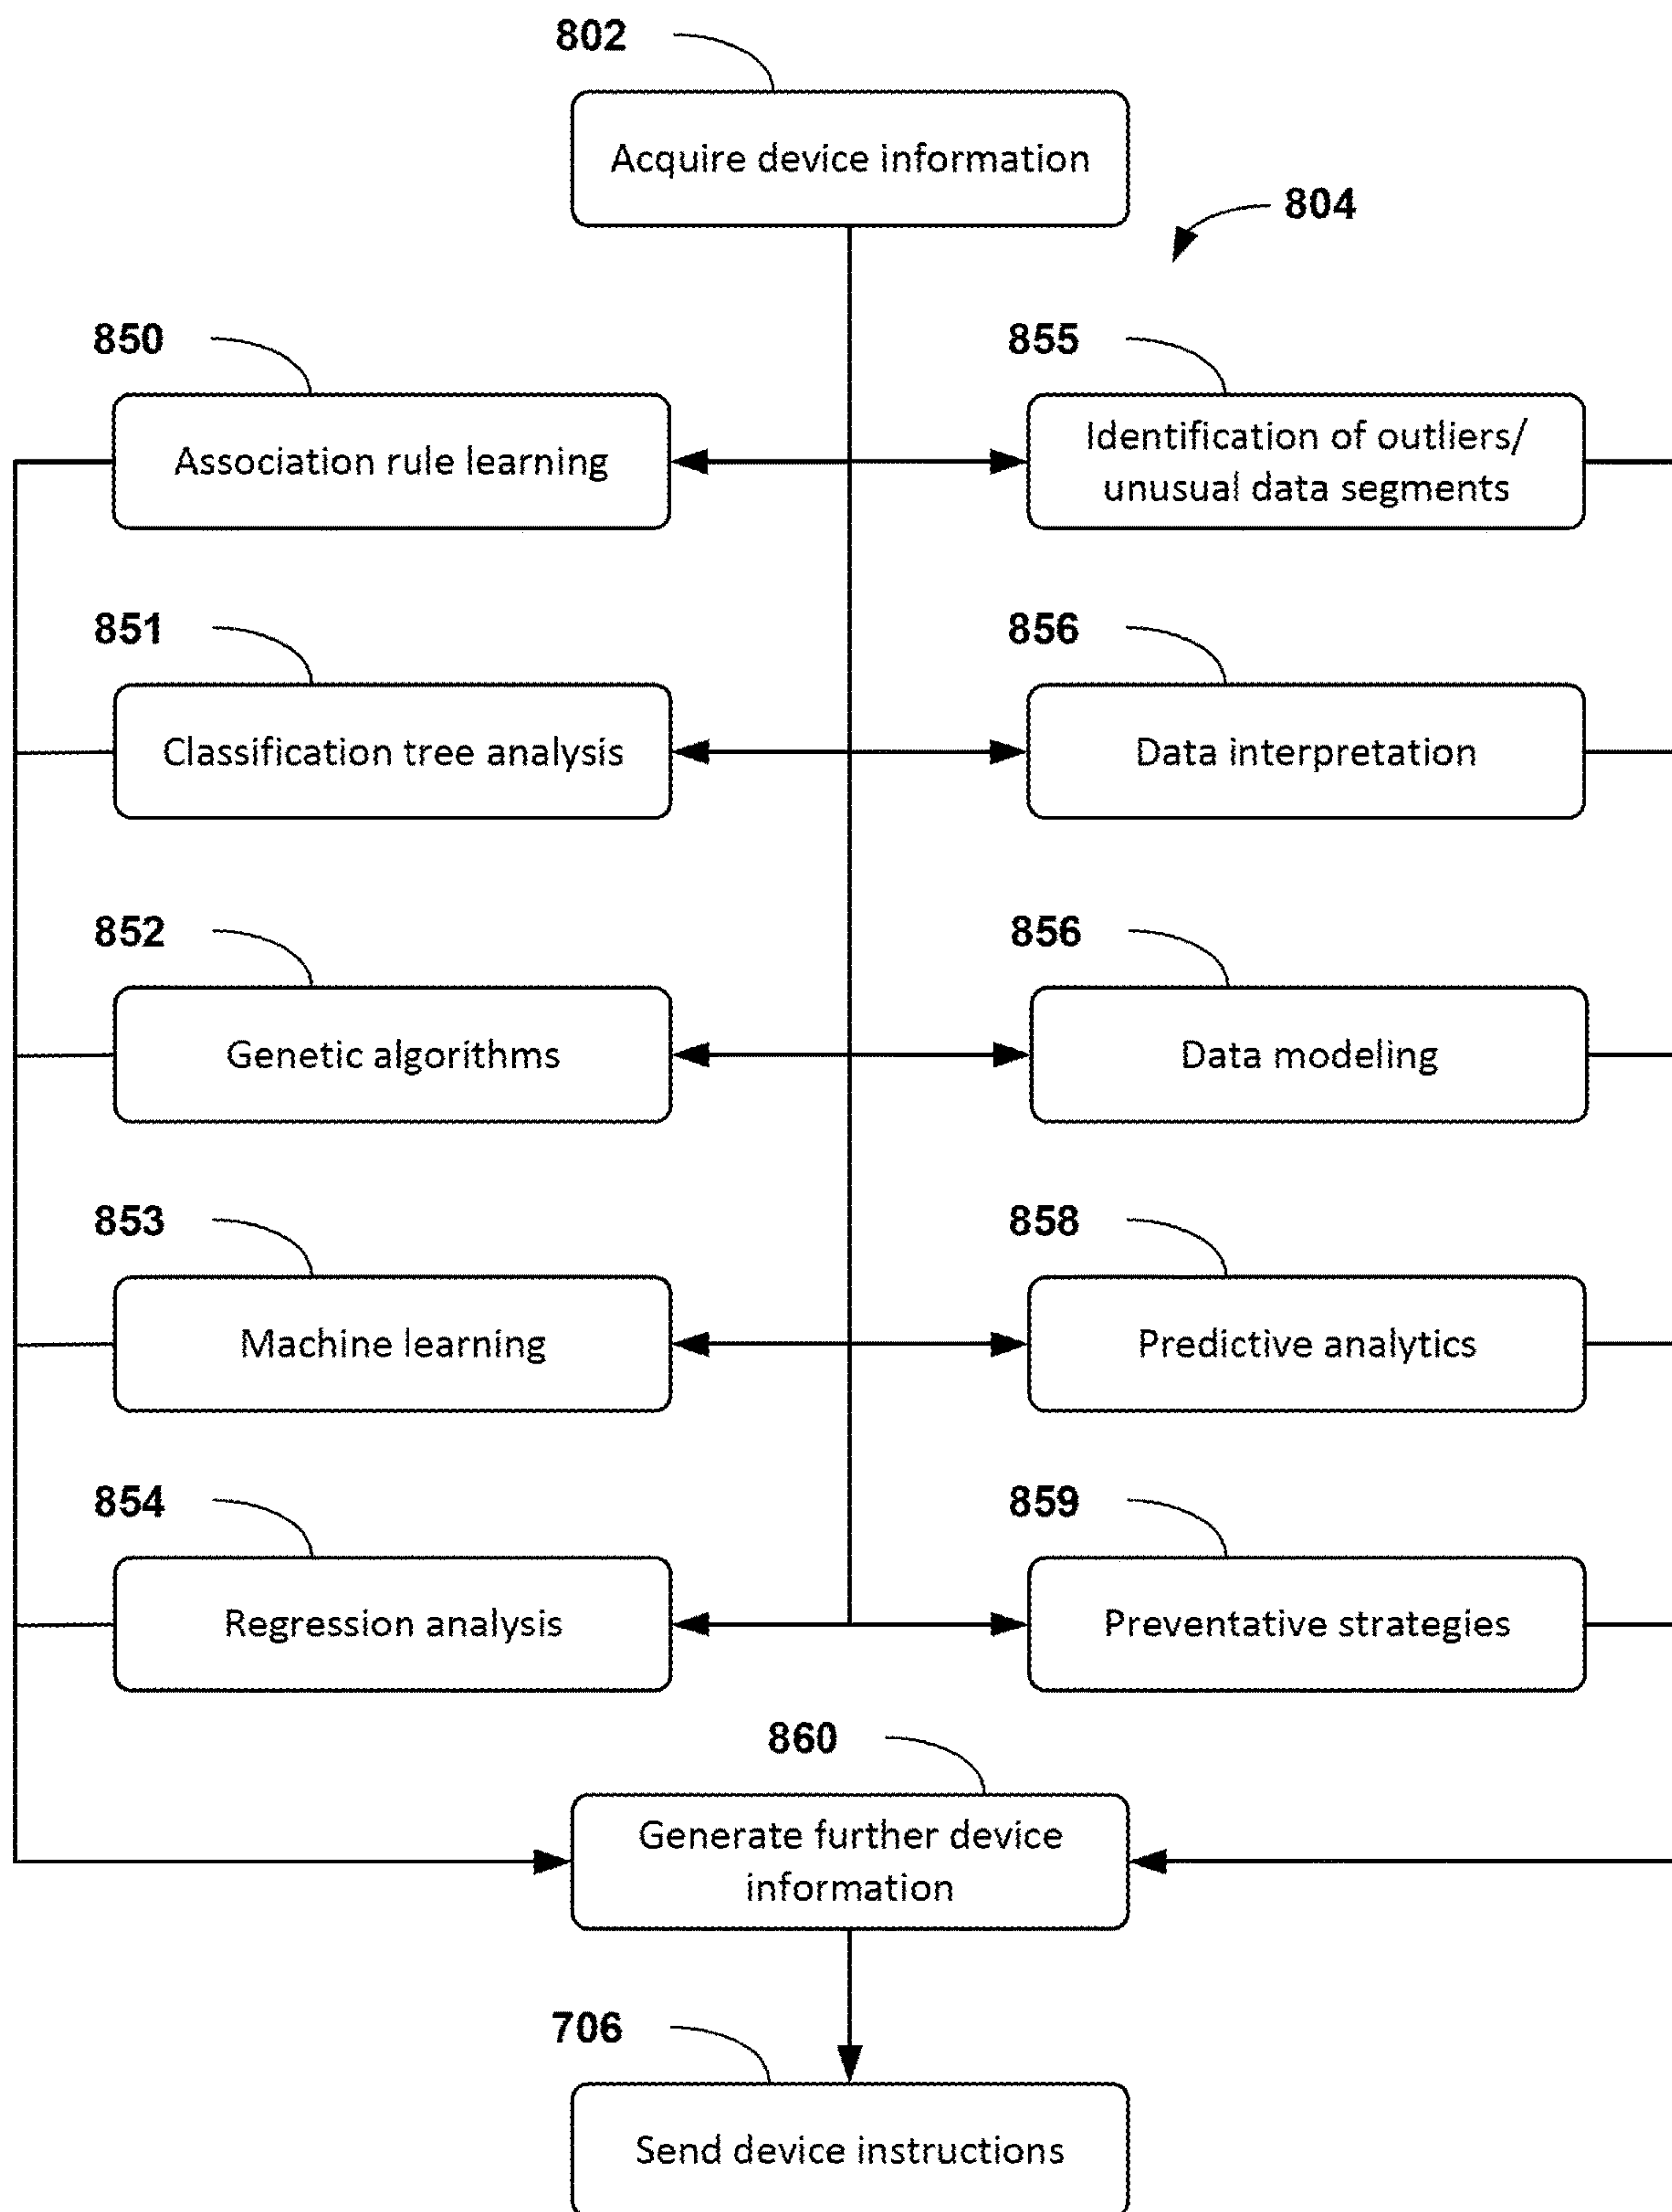 802
Acquire device information
804
850
Association rule learning
855
Identification of outliers/
unusual data segments
851
Classification tree analysis
856
Data interpretation
852
Genetic algorithms
856
Data modeling
853
Machine learning
858
Predictive analytics
854
Regression analysis
859
Preventative strategies
860
Generate further device
information
706
Send device instructions